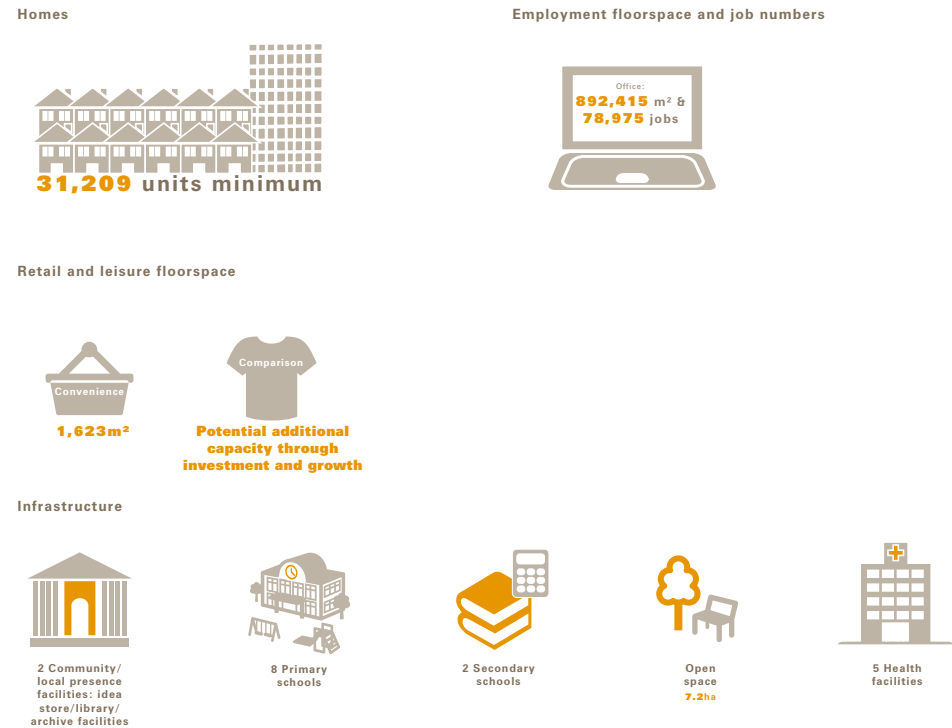 Homes
Employment floorspace and job numbers
Office:
892,415 m² &
78,975 jobs
31,209 units minimum
Retail and leisure floorspace
Convenience
1,623m²
Comparison
Potential additional
capacity through
investment and growth
Infrastructure
2 Community/
local presence
facilities: idea
store/library/
archive facilities
8 Primary
schools
2 Secondary
schools
Open
space
7.2ha
5 Health
facilities